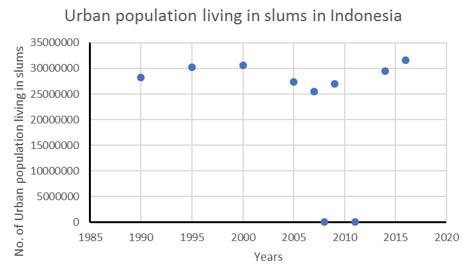 Urban population living in slums in Indonesia
No. of Urban population living in slums
35000000
30000000
25000000
20000000
15000000
10000000
5000000
0
1985 1990 1995 2000 2005 2010 2015 2020
Years